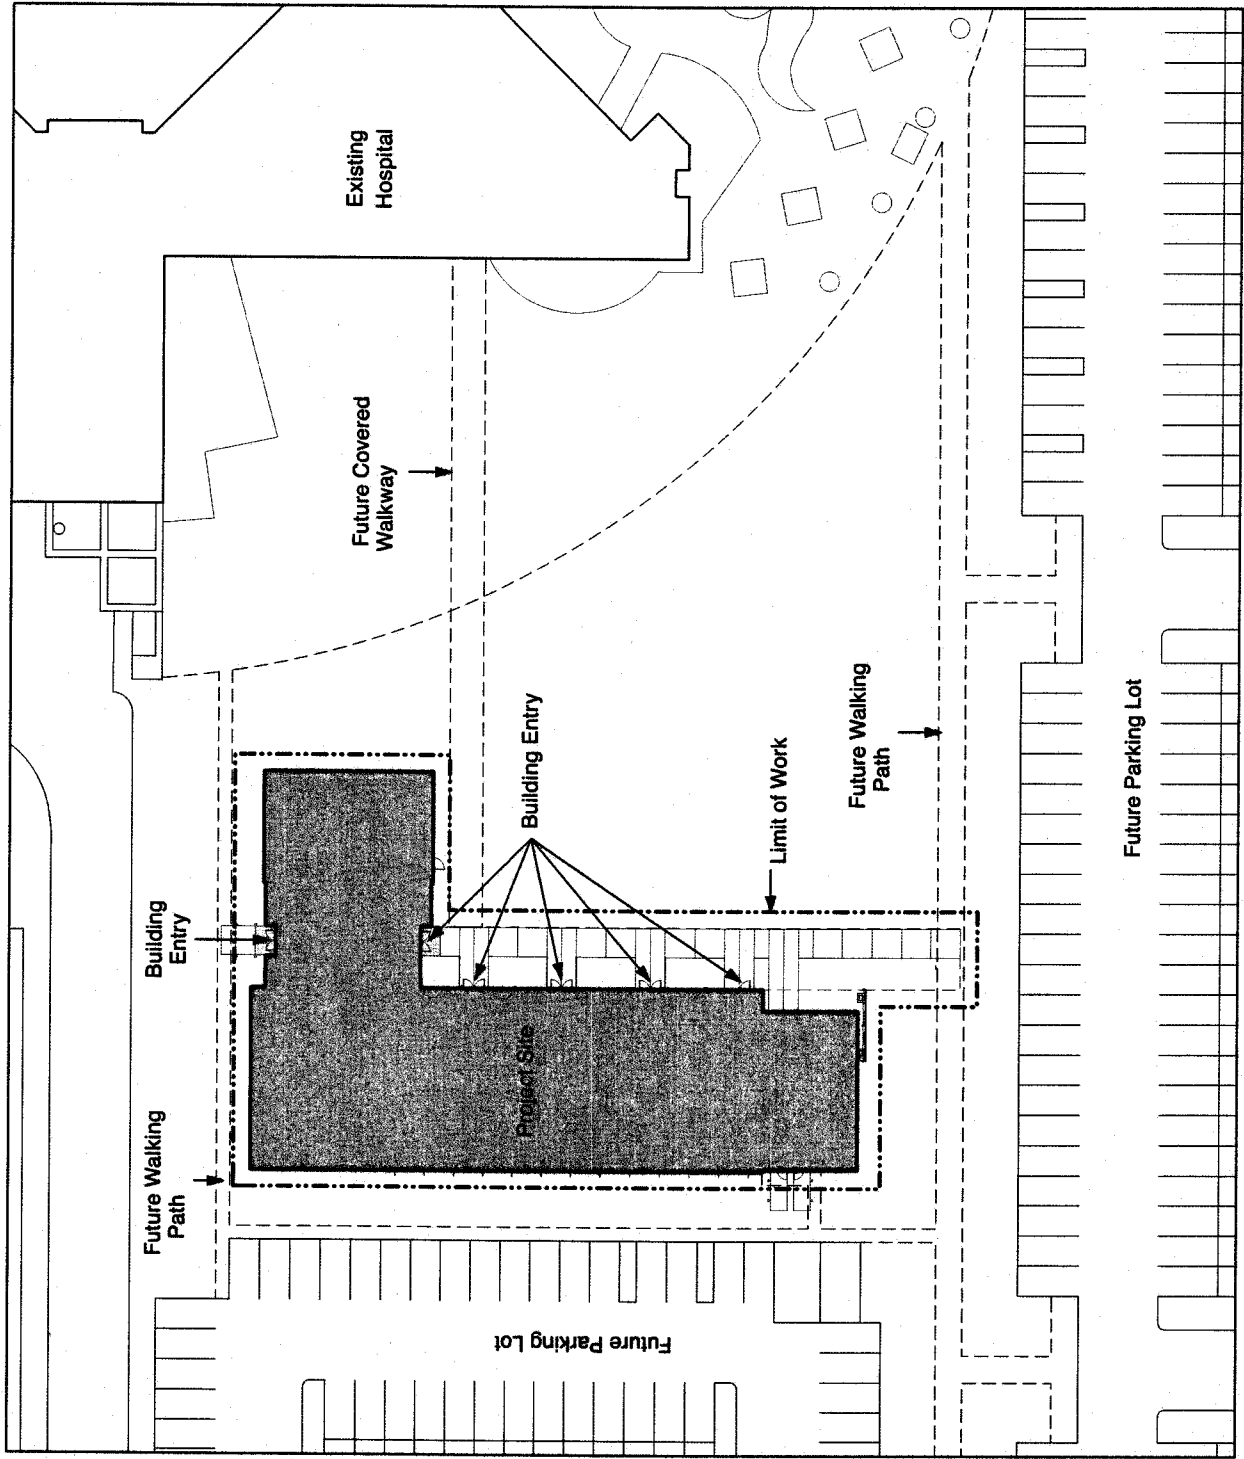 Existing
Hospital
Future Covered
Walkway
Building Entry
Future Walking
Path
Limit of Work
Future Parking Lot
Building
Entry
Project Site
Future Walking
Path
Future Parking Lot